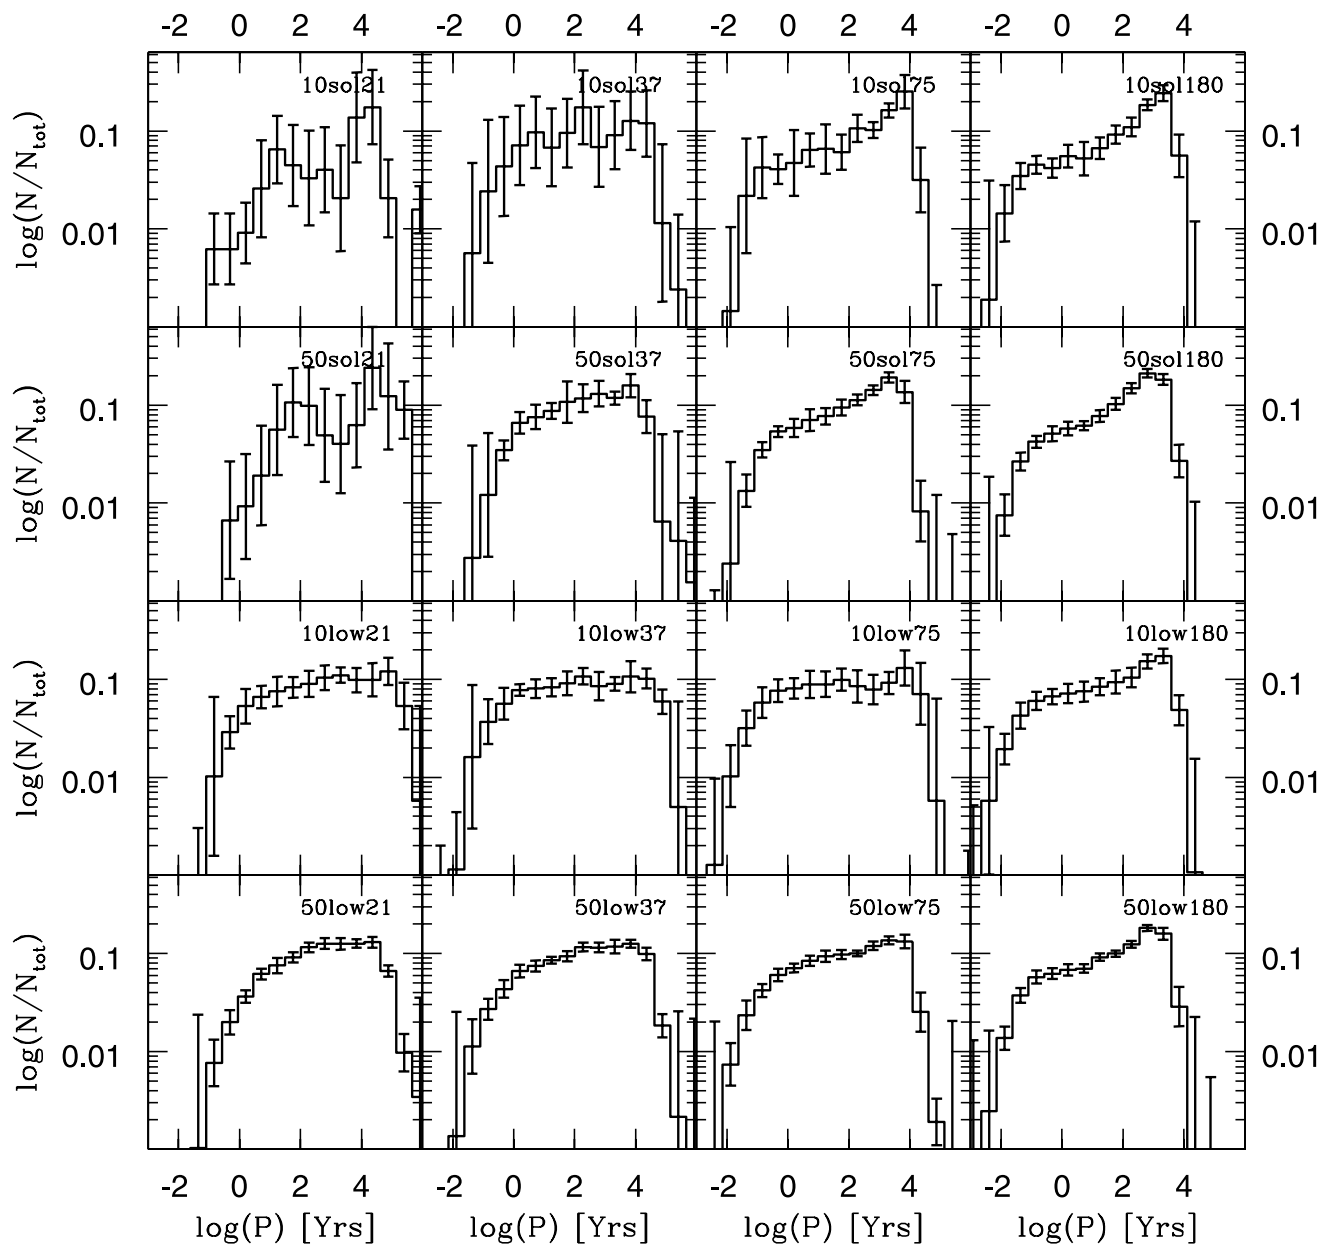 -2 0 2 4 -2 0 2 4 -2 0 2 4 -2 0 2 4
10sol21 10sol37 10sol75 10sol180
log(N/Ntot) 0.1 0.01 0.1 0.01
50sol21 50sol37 50sol75 50sol180
log(N/Ntot) 0.1 0.01 0.1 0.01
10low21 10low37 10low75 10low180
log(N/Ntot) 0.1 0.01 0.1 0.01
50low21 50low37 50low75 50low180
log(N/Ntot) 0.1 0.01 0.1 0.01
-2 0 2 4 -2 0 2 4 -2 0 2 4 -2 0 2 4
log(P) [Yrs] log(P) [Yrs] log(P) [Yrs] log(P) [Yrs]